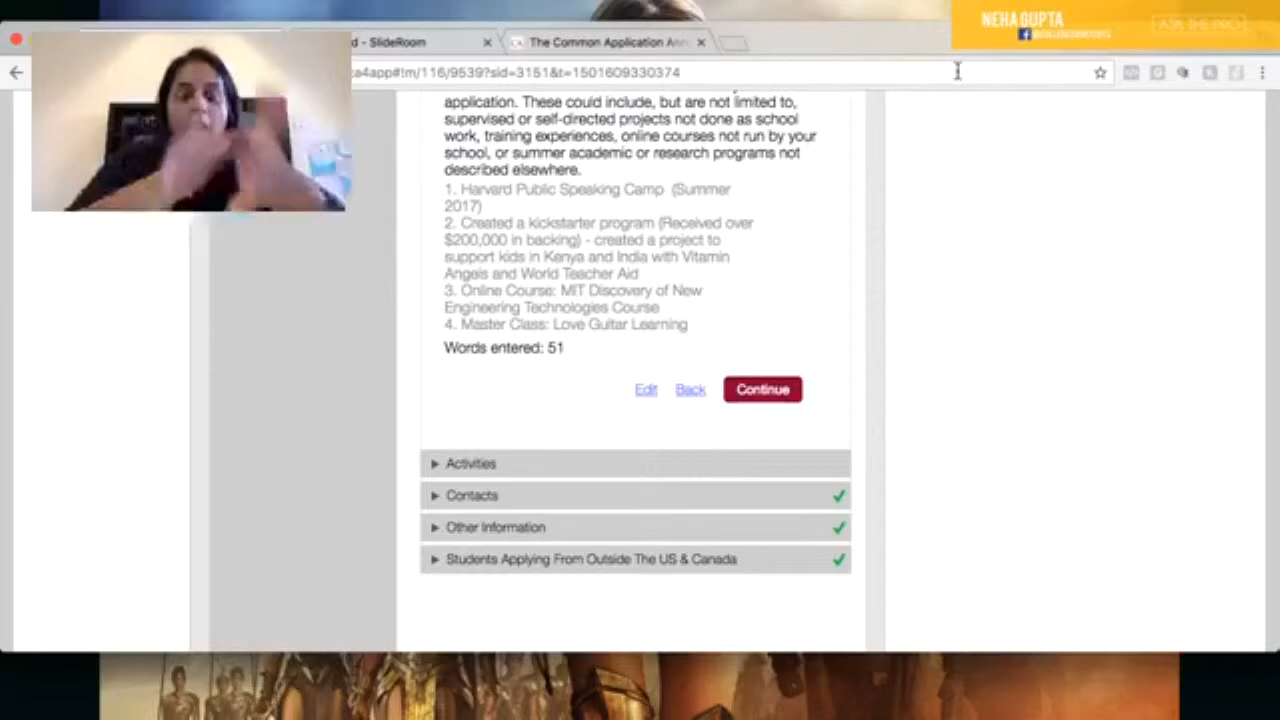 NEHA GUPTA
ASK THE PRO
d - SlideRoom
The Common Application Ann
a4app#!m/116/9539?sid=3151&t=1501609330374
application. These could include, but are not limited to,
supervised or self-directed projects not done as school
work, training experiences, online courses not run by your
school, or summer academic or research programs not
described elsewhere.
1. Harvard Public Speaking Camp (Summer
2017)
2. Created a kickstarter program (Received over
$200,000 in backing) - created a project to
support kids in Kenya and India with Vitamin
Angels and World Teacher Aid
3. Online Course: MIT Discovery of New
Engineering Technologies Course
4. Master Class: Love Guitar Learning
Words entered: 51
Edit Back Continue
Activities
Contacts
Other Information
Students Applying From Outside The US & Canada